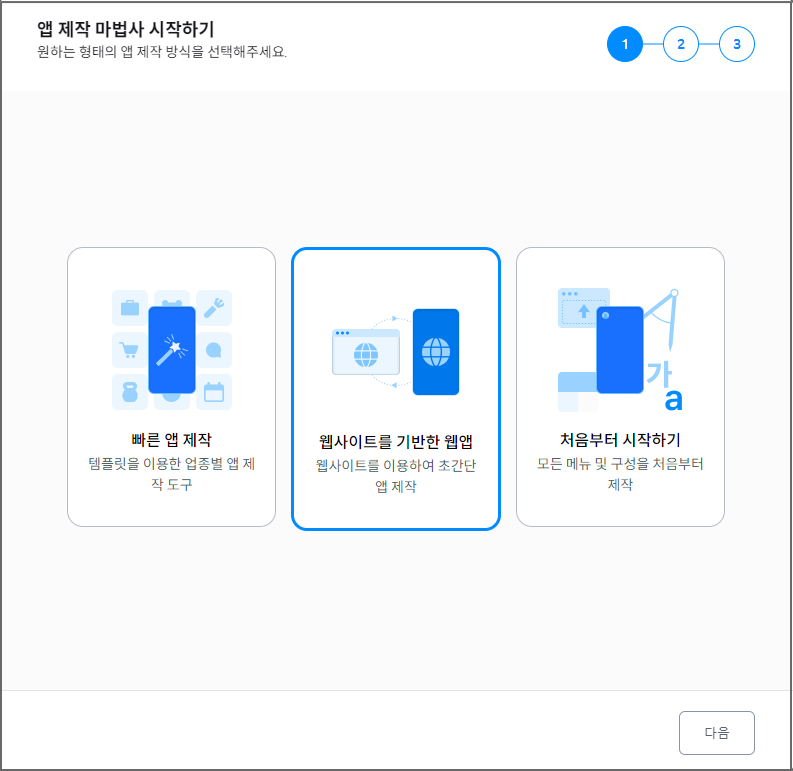 앱 제작 마법사 시작하기
원하는 형태의 앱 제작 방식을 선택해주세요.
1 2 3
빠른 앱 제작
템플릿을 이용한 업종별 앱 제
작 도구
웹사이트를 기반한 웹앱
웹사이트를 이용하여 초간단
앱 제작
가
a
처음부터 시작하기
모든 메뉴 및 구성을 처음부터
제작
다음